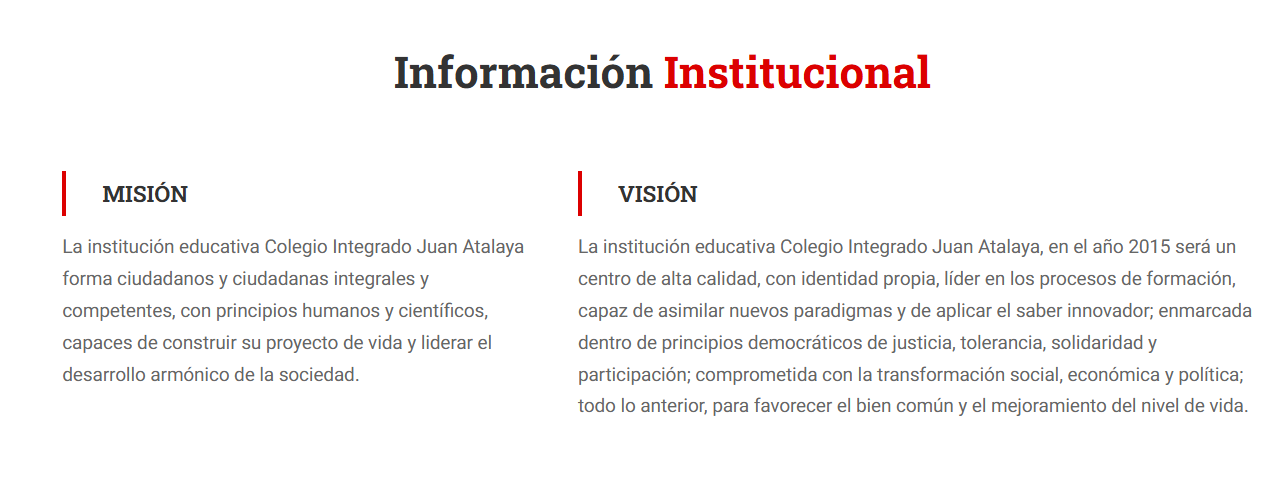 Información Institucional
MISIÓN
La institución educativa Colegio Integrado Juan Atalaya
forma ciudadanos y ciudadanas integrales y
competentes, con principios humanos y científicos,
capaces de construir su proyecto de vida y liderar el
desarrollo armónico de la sociedad.
VISIÓN
La institución educativa Colegio Integrado Juan Atalaya, en el año 2015 será un
centro de alta calidad, con identidad propia, líder en los procesos de formación,
capaz de asimilar nuevos paradigmas y de aplicar el saber innovador; enmarcada
dentro de principios democráticos de justicia, tolerancia, solidaridad y
participación; comprometida con la transformación social, económica y política;
todo lo anterior, para favorecer el bien común y el mejoramiento del nivel de vida.